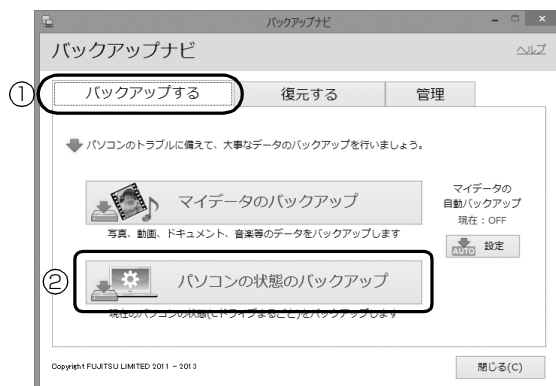 バックアップナビ
バックアップナビ
ヘルプ
①
バックアップする
復元する
管理
パソコンのトラブルに備えて、大事なデータのバックアップを行いましょう。
マイデータのバックアップ
写真、動画、ドキュメント、音楽等のデータをバックアップします
マイデータの
自動バックアップ
現在：OFF
AUTO 設定
②
パソコンの状態のバックアップ
現在のパソコンの状態(Cドライブまるごと)をバックアップします
Copyright FUJITSU LIMITED 2011 - 2013
閉じる(C)